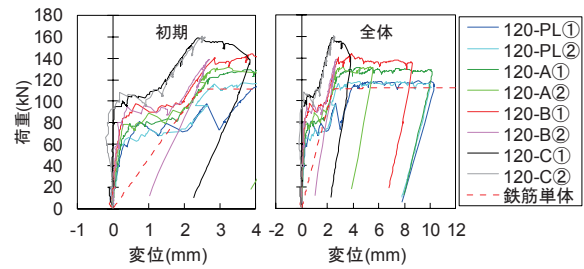 初期
全体
荷重(kN)
180
160
140
120
100
80
60
40
20
0
-1 0 1 2 3 4
-2 0 2 4 6 8 10 12
変位(mm)
変位(mm)
120-PL①
120-PL②
120-A①
120-A②
120-B①
120-B②
120-C①
120-C②
鉄筋単体